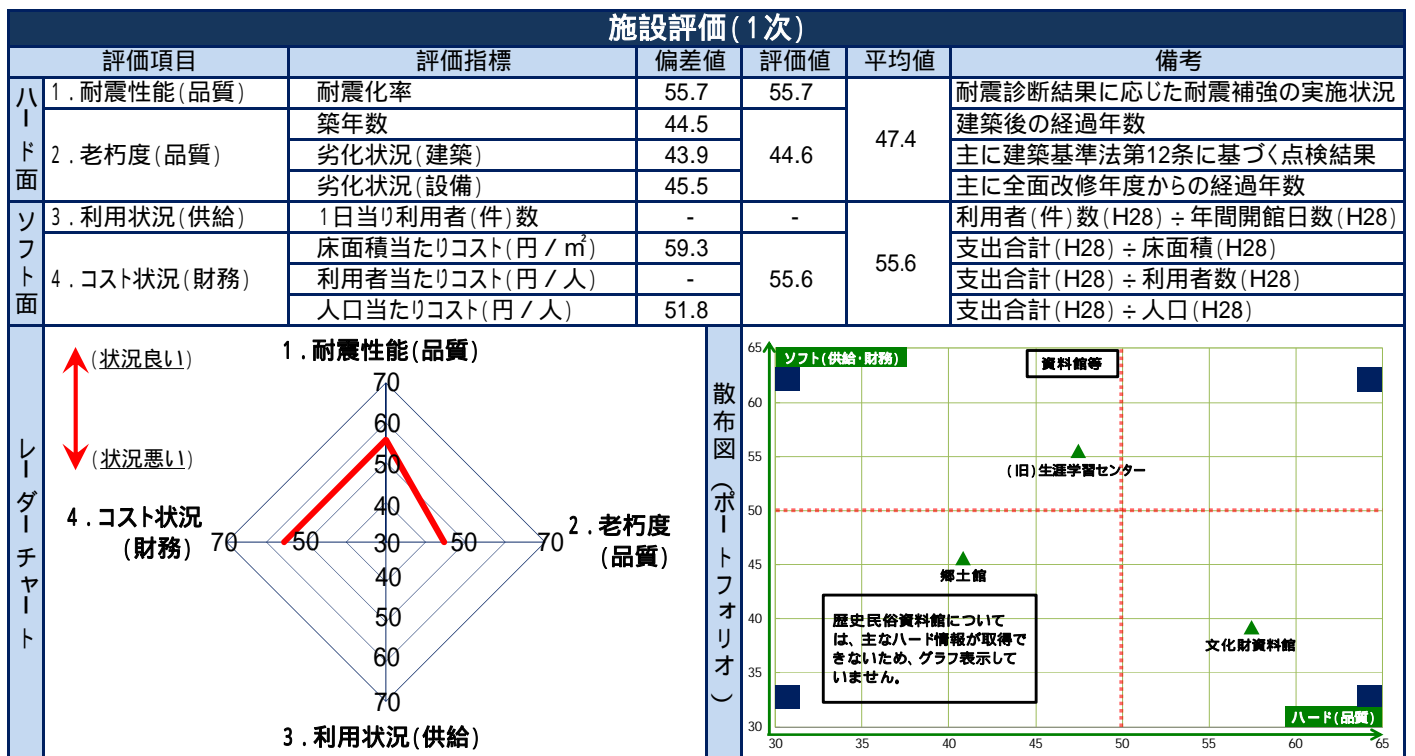 施設評価(1次)
評価項目 評価指標 偏差値 評価値 平均値 備考
ハード面
1.耐震性能(品質) 耐震化率 55.7 55.7 47.4 耐震診断結果に応じた耐震補強の実施状況
2.老朽度(品質) 築年数 44.5 44.6 建築後の経過年数
劣化状況(建築) 43.9 主に建築基準法第12条に基づく点検結果
劣化状況(設備) 45.5 主に全面改修年度からの経過年数
ソフト面
3.利用状況(供給) 1日当り利用者(件)数 - - 55.6 利用者(件)数(H28)÷年間開館日数(H28)
4.コスト状況(財務) 床面積当たりコスト(円/㎡) 59.3 55.6 支出合計(H28)÷床面積(H28)
利用者当たりコスト(円/人) - 支出合計(H28)÷利用者数(H28)
人口当たりコスト(円/人) 51.8 支出合計(H28)÷人口(H28)
レーダーチャート
(状況良い)
(状況悪い)
1.耐震性能(品質)
70
60
50
40
4.コスト状況
(財務)
70 50 30 50 70
2.老朽度
(品質)
40
50
60
70
3.利用状況(供給)
散布図(ポートフォリオ)
65
ソフト(供給・財務)
資料館等
60
55
(旧)生涯学習センター
50
45
郷土館
40
歴史民俗資料館について
は、主なハード情報が取得で
きないため、グラフ表示して
いません。
文化財資料館
35
ハード(品質)
30
30 35 40 45 50 55 60 65